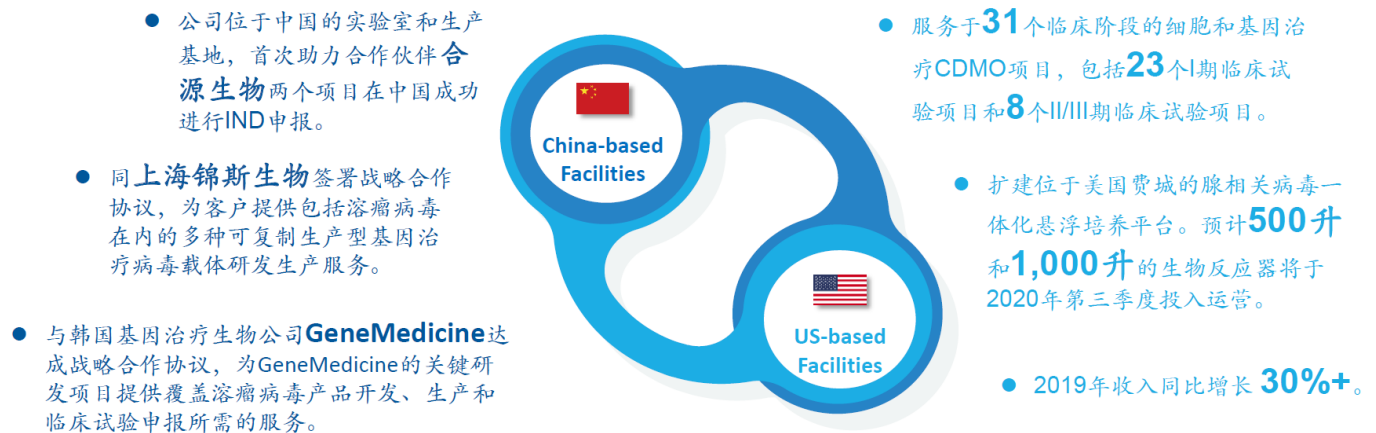 ● 公司位于中国的实验室和生产
基地，首次助力合作伙伴合
源生物两个项目在中国成功
进行IND申报。
● 同上海锦斯生物签署战略合作
协议，为客户提供包括溶瘤病毒
在内的多种可复制生产型基因治
疗病毒载体研发生产服务。
● 与韩国基因治疗生物公司GeneMedicine达
成战略合作协议，为GeneMedicine的关键研
发项目提供覆盖溶瘤病毒产品开发、生产和
临床试验申报所需的服务。
China-based
Facilities
US-based
Facilities
● 服务于31个临床阶段的细胞和基因治
疗CDMO项目，包括23个I期临床试
验项目和8个II/III期临床试验项目。
● 扩建位于美国费城的腺相关病毒一
体化悬浮培养平台。预计500升
和1,000升的生物反应器将于
2020年第三季度投入运营。
● 2019年收入同比增长 30%+。